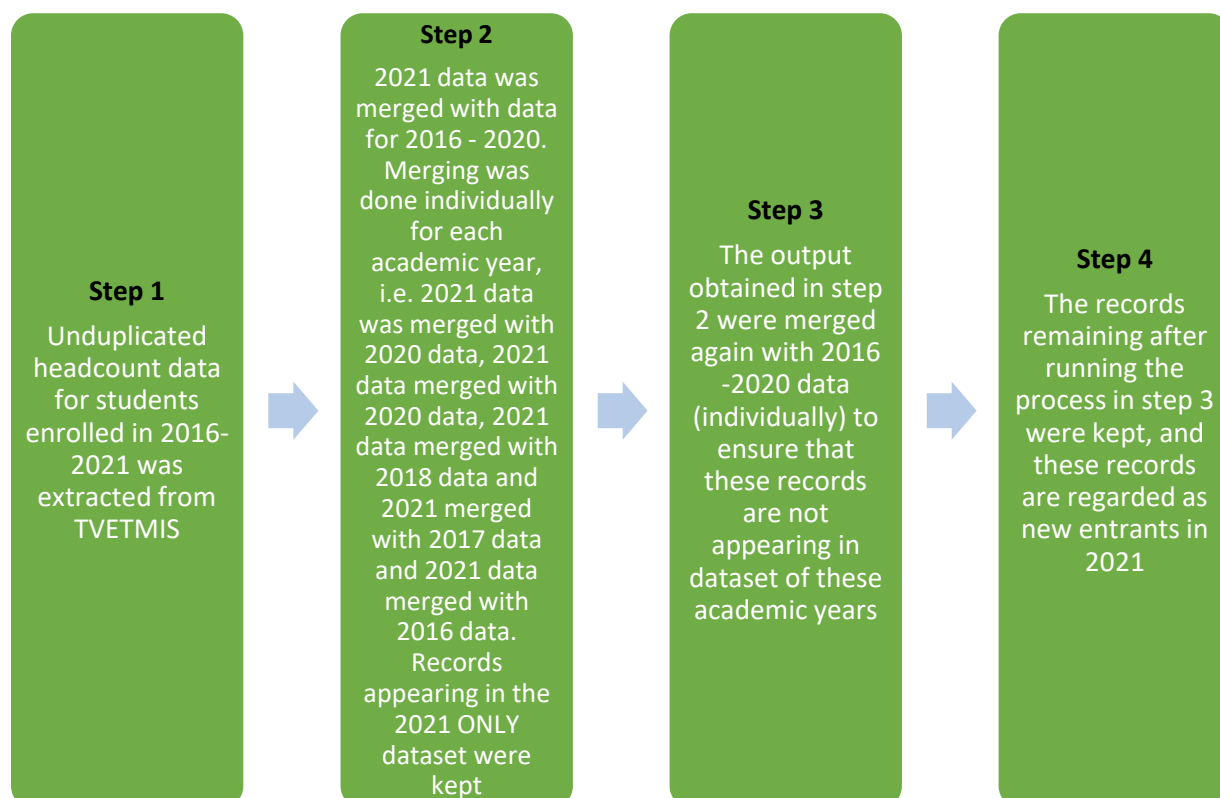 Step 1
Unduplicated
headcount data
for students
enrolled in 2016-
2021 was
extracted from
TVETMIS
Step 2
2021 data was
merged with data
for 2016 - 2020.
Merging was
done individually
for each
academic year,
i.e. 2021 data
was merged with
2020 data, 2021
data merged with
2020 data, 2021
data merged with
2018 data and
2021 merged
with 2017 data
and 2021 data
merged with
2016 data.
Records
appearing in the
2021 ONLY
dataset were
kept
Step 3
The output
obtained in step
2 were merged
again with 2016
-2020 data
(individually) to
ensure that
these records
are not
appearing in
dataset of these
academic years
Step 4
The records
remaining after
running the
process in step 3
were kept, and
these records
are regarded as
new entrants in
2021